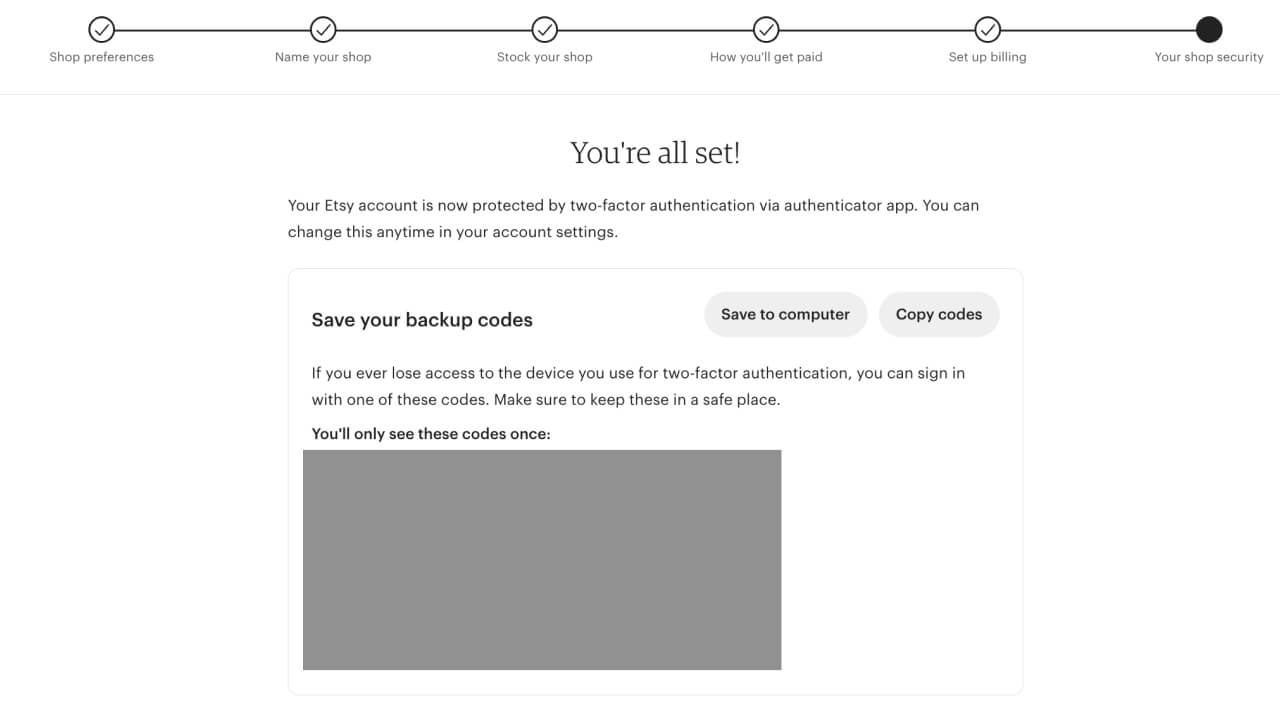 Shop preferences
Name your shop
Stock your shop
How you'll get paid
Set up billing
Your shop security
You're all set!
Your Etsy account is now protected by two-factor authentication via authenticator app. You can
change this anytime in your account settings.
Save your backup codes
Save to computer
Copy codes
If you ever lose access to the device you use for two-factor authentication, you can sign in
with one of these codes. Make sure to keep these in a safe place.
You'll only see these codes once: